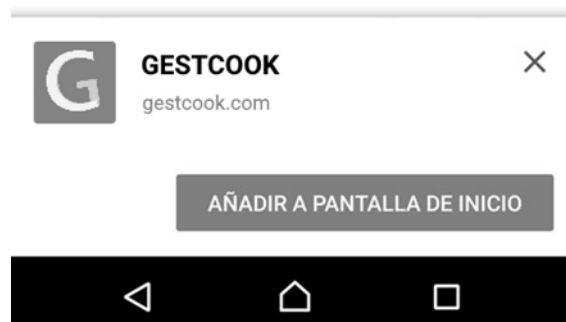 G
GESTCOOK
gestcook.com
AÑADIR A PANTALLA DE INICIO